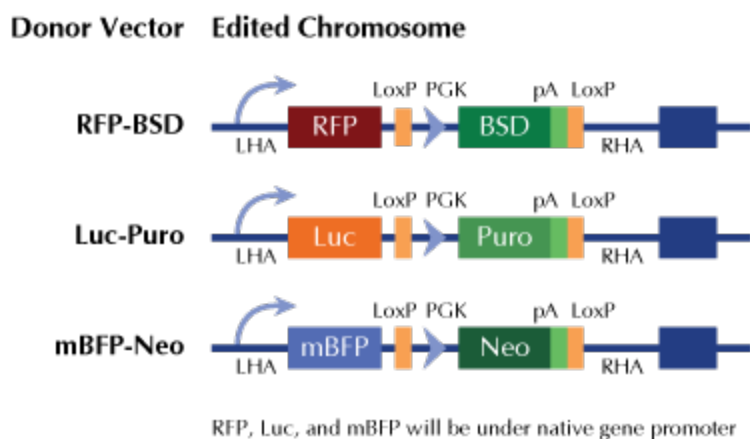 Donor Vector Edited Chromosome
LoxP PGK pA LoxP
RFP-BSD RFP BSD
LHA RHA
LoxP PGK pA LoxP
Luc-Puro Luc Puro
LHA RHA
LoxP PGK pA LoxP
mBFP-Neo mBFP Neo
LHA RHA
RFP, Luc, and mBFP will be under native gene promoter